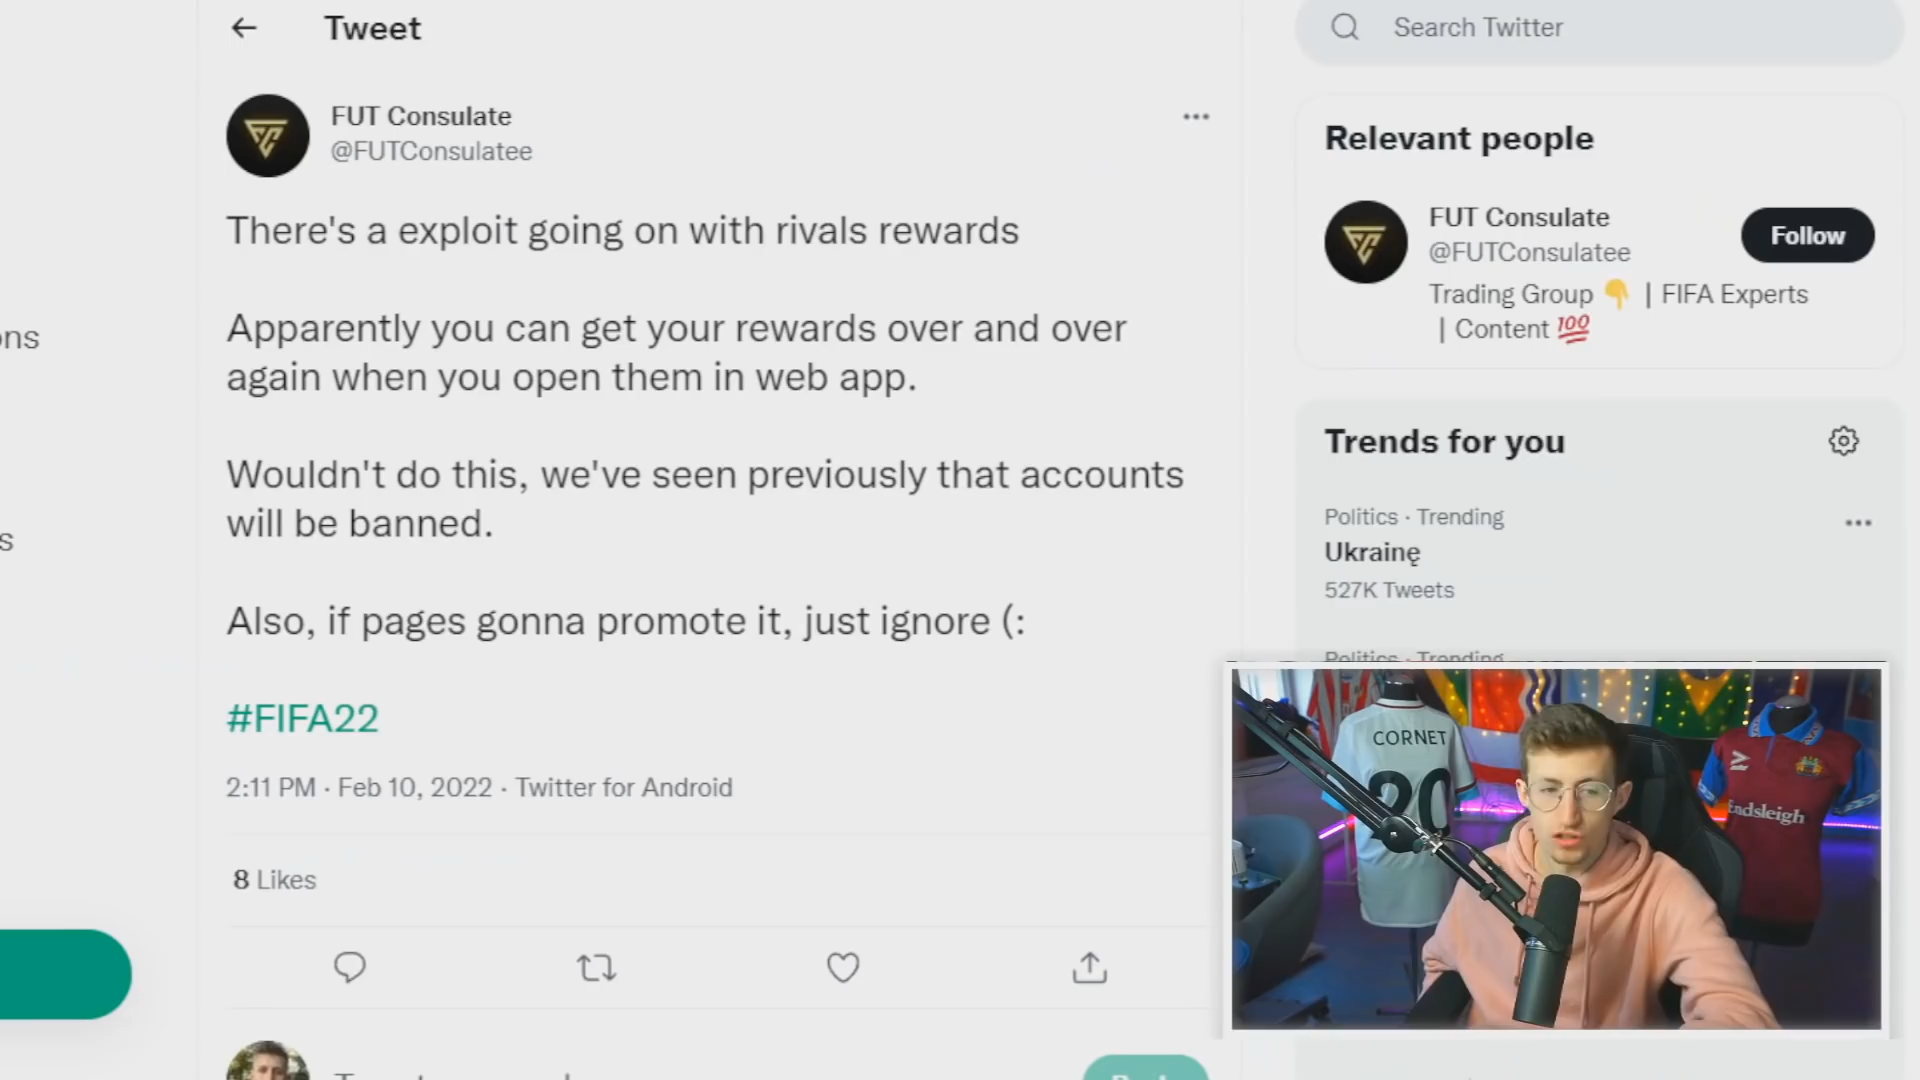 Tweet
Search Twitter
FUT Consulate
@FUTConsulatee
There's a exploit going on with rivals rewards
Apparently you can get your rewards over and over
again when you open them in web app.
Wouldn't do this, we've seen previously that accounts
will be banned.
Also, if pages gonna promote it, just ignore (:
#FIFA22
2:11 PM · Feb 10, 2022 · Twitter for Android
8 Likes
Relevant people
FUT Consulate
@FUTConsulatee
Follow
Trading Group 👇 | FIFA Experts
| Content 💯
Trends for you
Politics · Trending
Ukrainę
527K Tweets
Politics · Trending
CORNET
20
Endsleigh